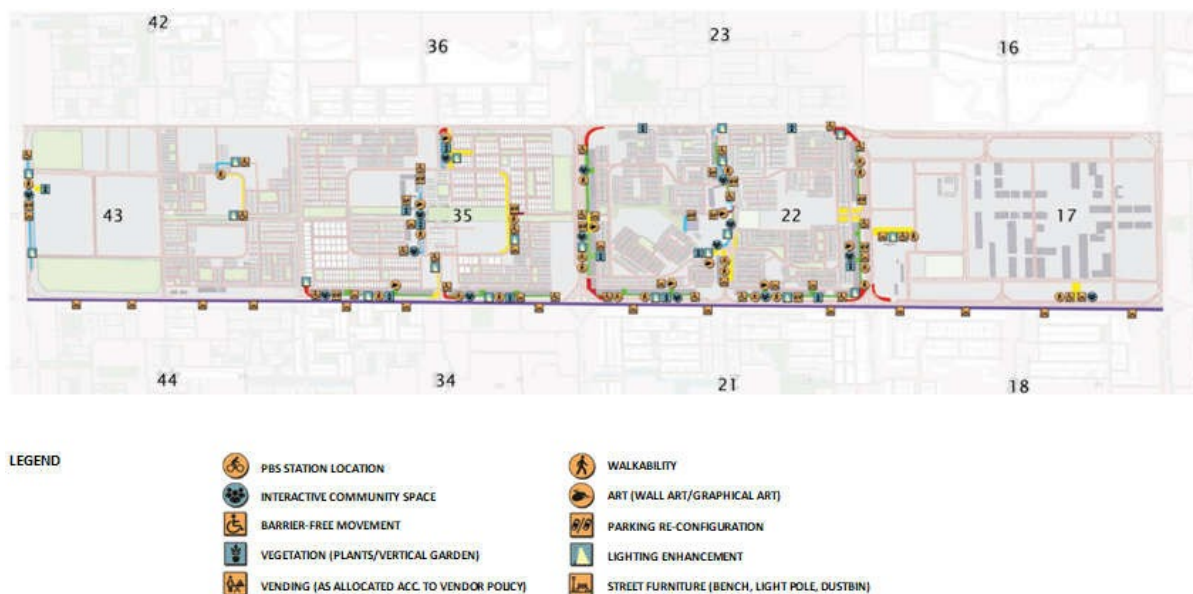 42
36
23
16
43
35
22
17
44
34
21
18
LEGEND
PBS STATION LOCATION
WALKABILITY
INTERACTIVE COMMUNITY SPACE
ART (WALL ART/GRAPHICAL ART)
BARRIER-FREE MOVEMENT
PARKING RE-CONFIGURATION
VEGETATION (PLANTS/VERTICAL GARDEN)
LIGHTING ENHANCEMENT
VENDING (AS ALLOCATED ACC. TO VENDOR POLICY)
STREET FURNITURE (BENCH, LIGHT POLE, DUSTBIN)